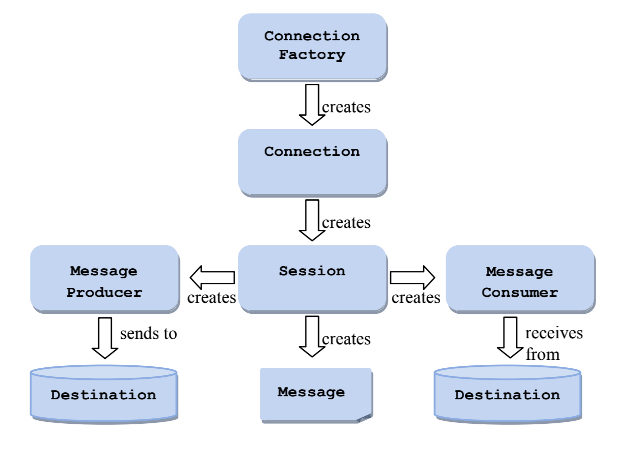 Connection
Factory
creates
Connection
creates
Message
Producer
creates
Session
creates
Message
Consumer
sends to
creates
receives
from
Destination
Message
Destination